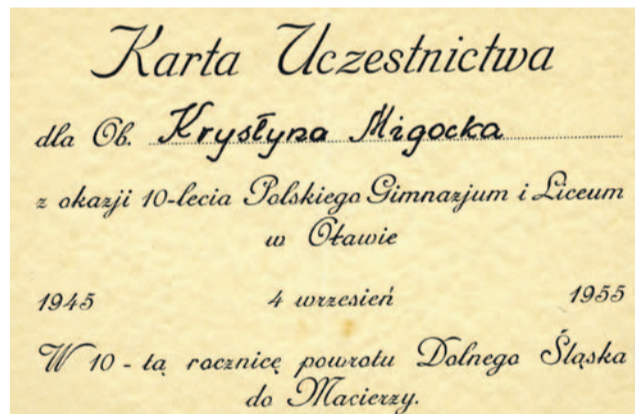 Karta Uczestnictwa
dla Ob. Krystyna Migocka
z okazji 10-lecia Polskiego Gimnazjum i Liceum
w Oławie
1945 4 wrzesień 1955
W 10-tą rocznicę powrotu Dolnego Śląska
do Macierzy.